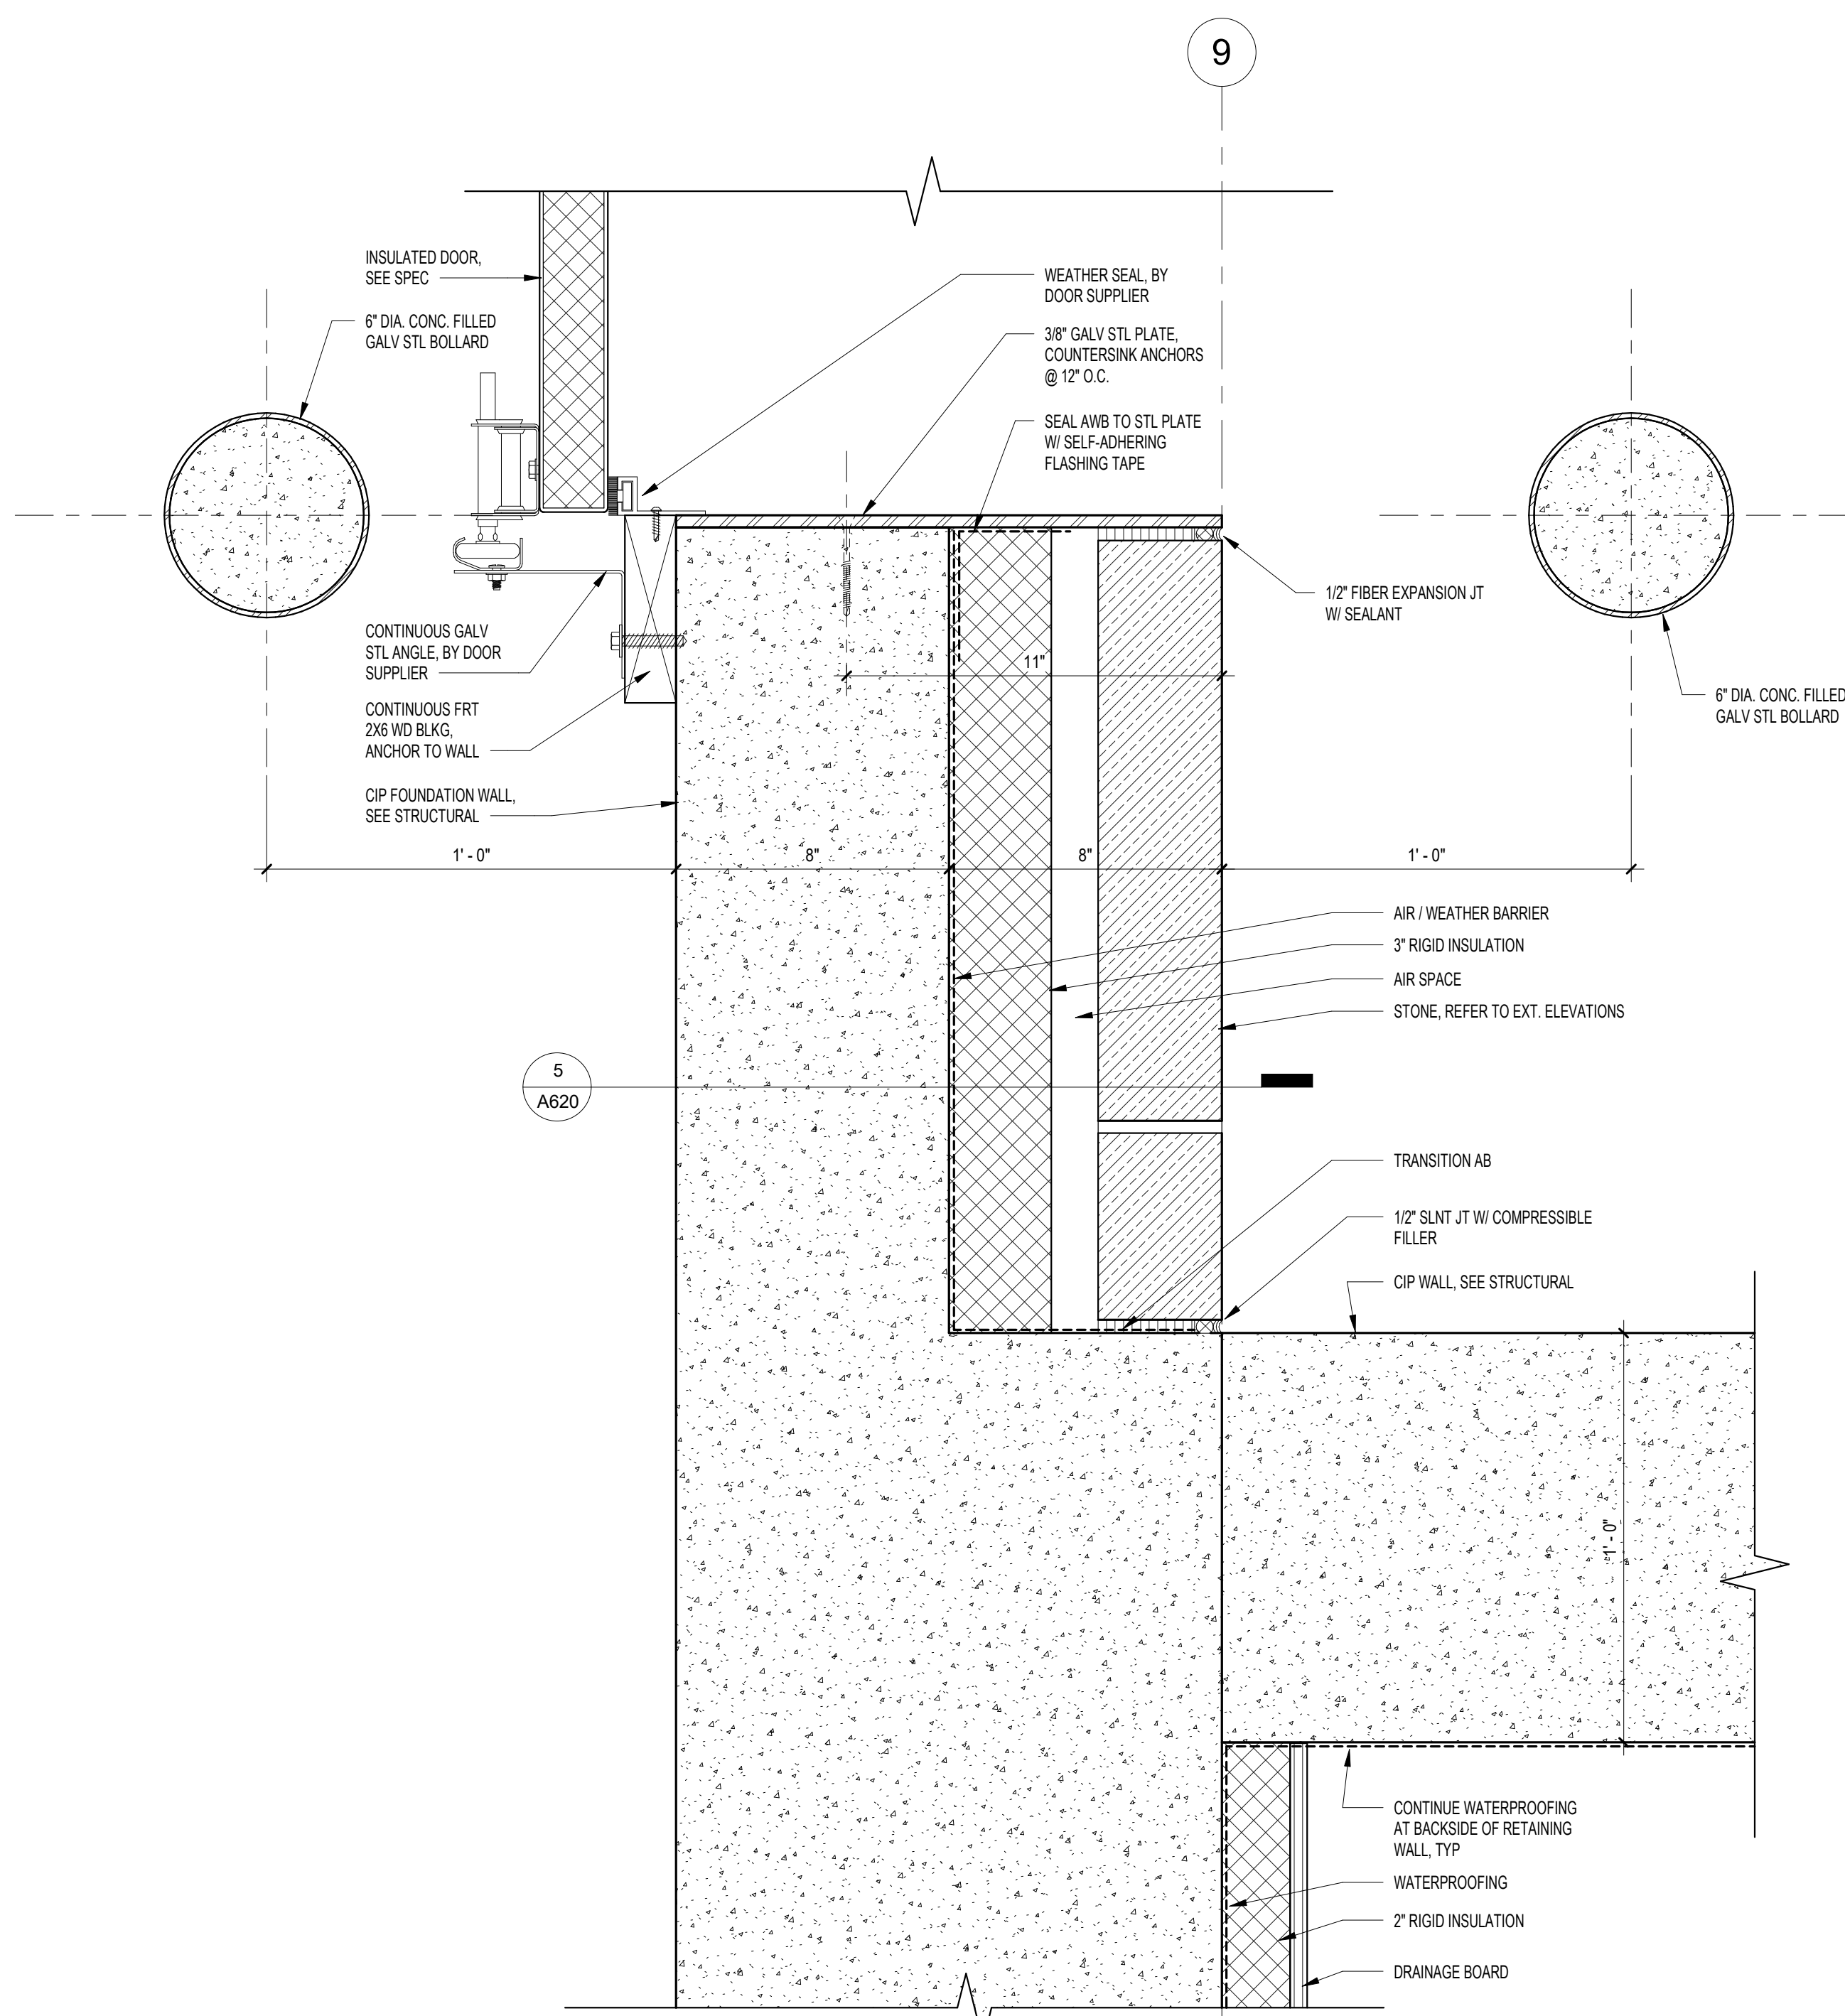 9
INSULATED DOOR,
SEE SPEC
6" DIA. CONC. FILLED
GALV STL BOLLARD
WEATHER SEAL, BY
DOOR SUPPLIER
3/8" GALV STL PLATE,
COUNTERSINK ANCHORS
@ 12" O.C.
SEAL AWB TO STL PLATE
W/ SELF-ADHERING
FLASHING TAPE
1/2" FIBER EXPANSION JT
W/ SEALANT
6" DIA. CONC. FILLED
GALV STL BOLLARD
CONTINUOUS GALV
STL ANGLE, BY DOOR
SUPPLIER
CONTINUOUS FRT
2X6 WD BLKG,
ANCHOR TO WALL
CIP FOUNDATION WALL,
SEE STRUCTURAL
11"
1' - 0"
8"
8"
1' - 0"
AIR / WEATHER BARRIER
3" RIGID INSULATION
AIR SPACE
STONE, REFER TO EXT. ELEVATIONS
5
A620
TRANSITION AB
1/2" SLNT JT W/ COMPRESSIBLE
FILLER
CIP WALL, SEE STRUCTURAL
1' - 0"
CONTINUE WATERPROOFING
AT BACKSIDE OF RETAINING
WALL, TYP
WATERPROOFING
2" RIGID INSULATION
DRAINAGE BOARD